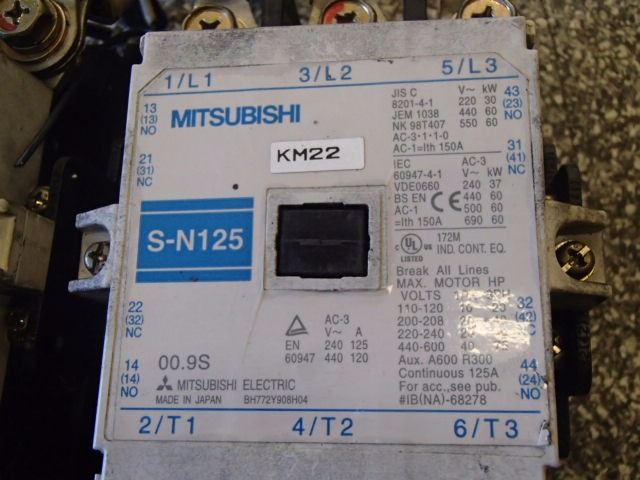 1/L1 3/L2 5/L3
13
(13)
NO
MITSUBISHI
JIS C V~ kW
8201-4-1 220 30
JEM 1038 440 60
NK 98T407 550 60
AC-3・1・1-0
AC-1=Ith 150A
43
(23)
NO
21
(31)
NC
KM22
31
(41)
NC
IEC AC-3
60947-4-1 V~ kW
VDE0660 240 37
BS EN 440 60
AC-1 500 60
=Ith 150A 690 60
CE
S-N125
UL
LISTED
US
172M
IND. CONT. EQ.
Break All Lines
MAX. MOTOR HP
VOLTS
110-120
200-208
220-240
440-600
Aux. A600 R300
Continuous 125A
For acc.,see pub.
#IB(NA)-68278
22
(32)
NC
32
(42)
NC
AC-3
V~ A
EN 240 125
60947 440 120
14
(14)
NO
00.9S
44
(24)
NO
MITSUBISHI ELECTRIC
MADE IN JAPAN BH772Y908H04
2/T1 4/T2 6/T3